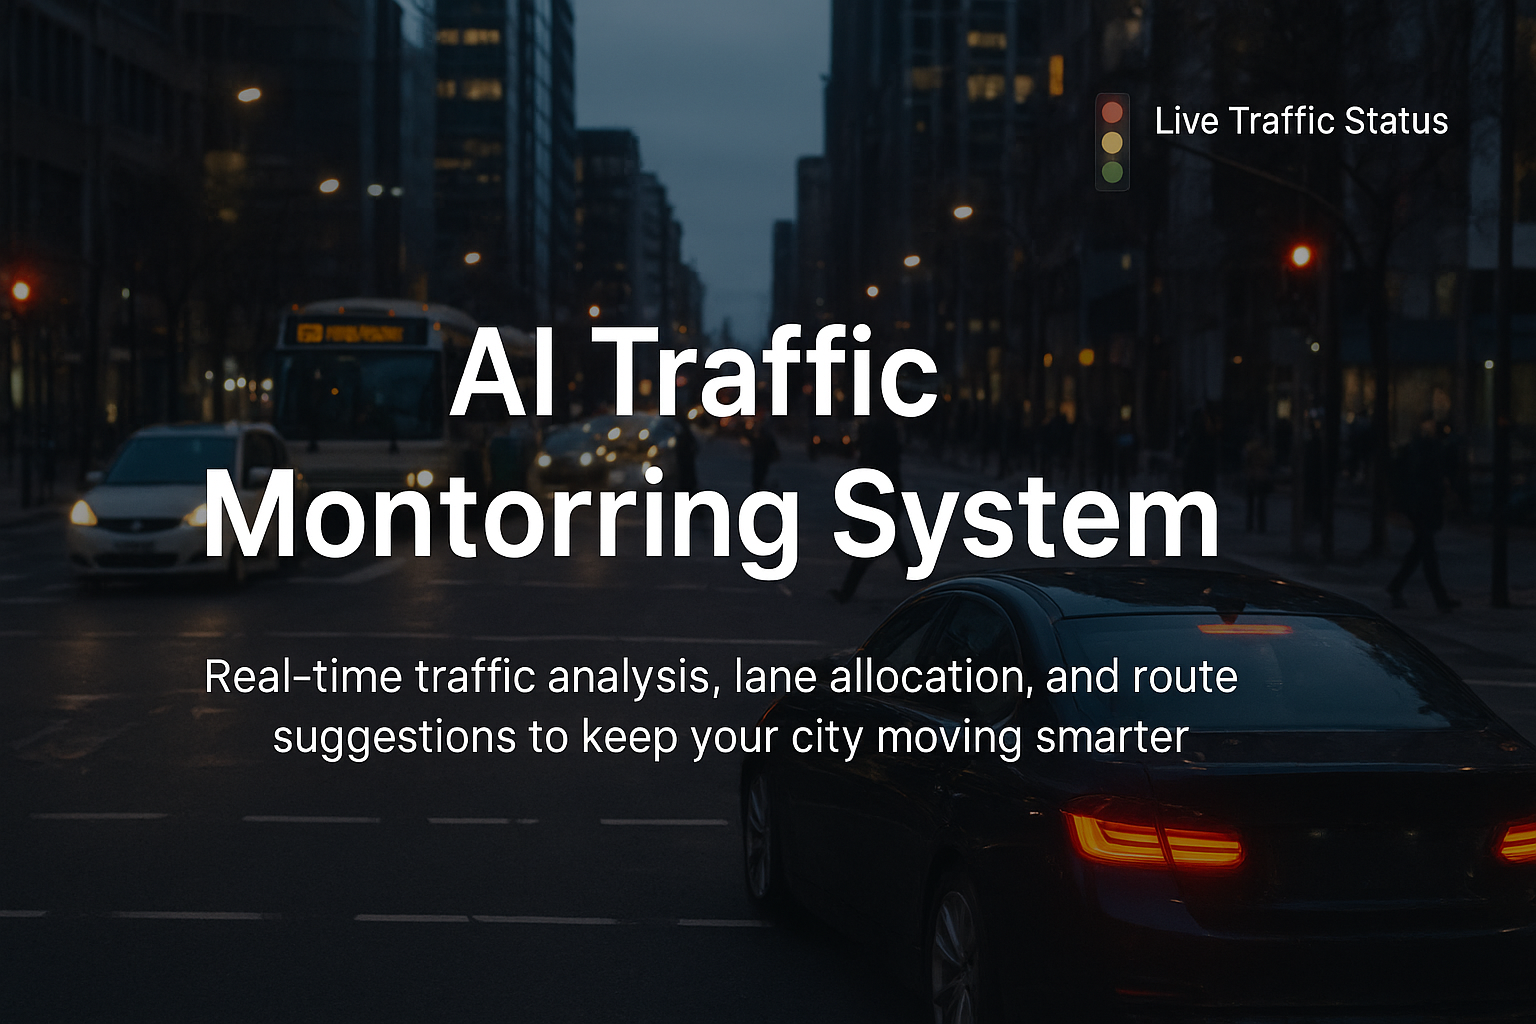 Live Traffic Status
AI Traffic
Montorring System
Real-time traffic analysis, lane allocation, and route
suggestions to keep your city moving smarter